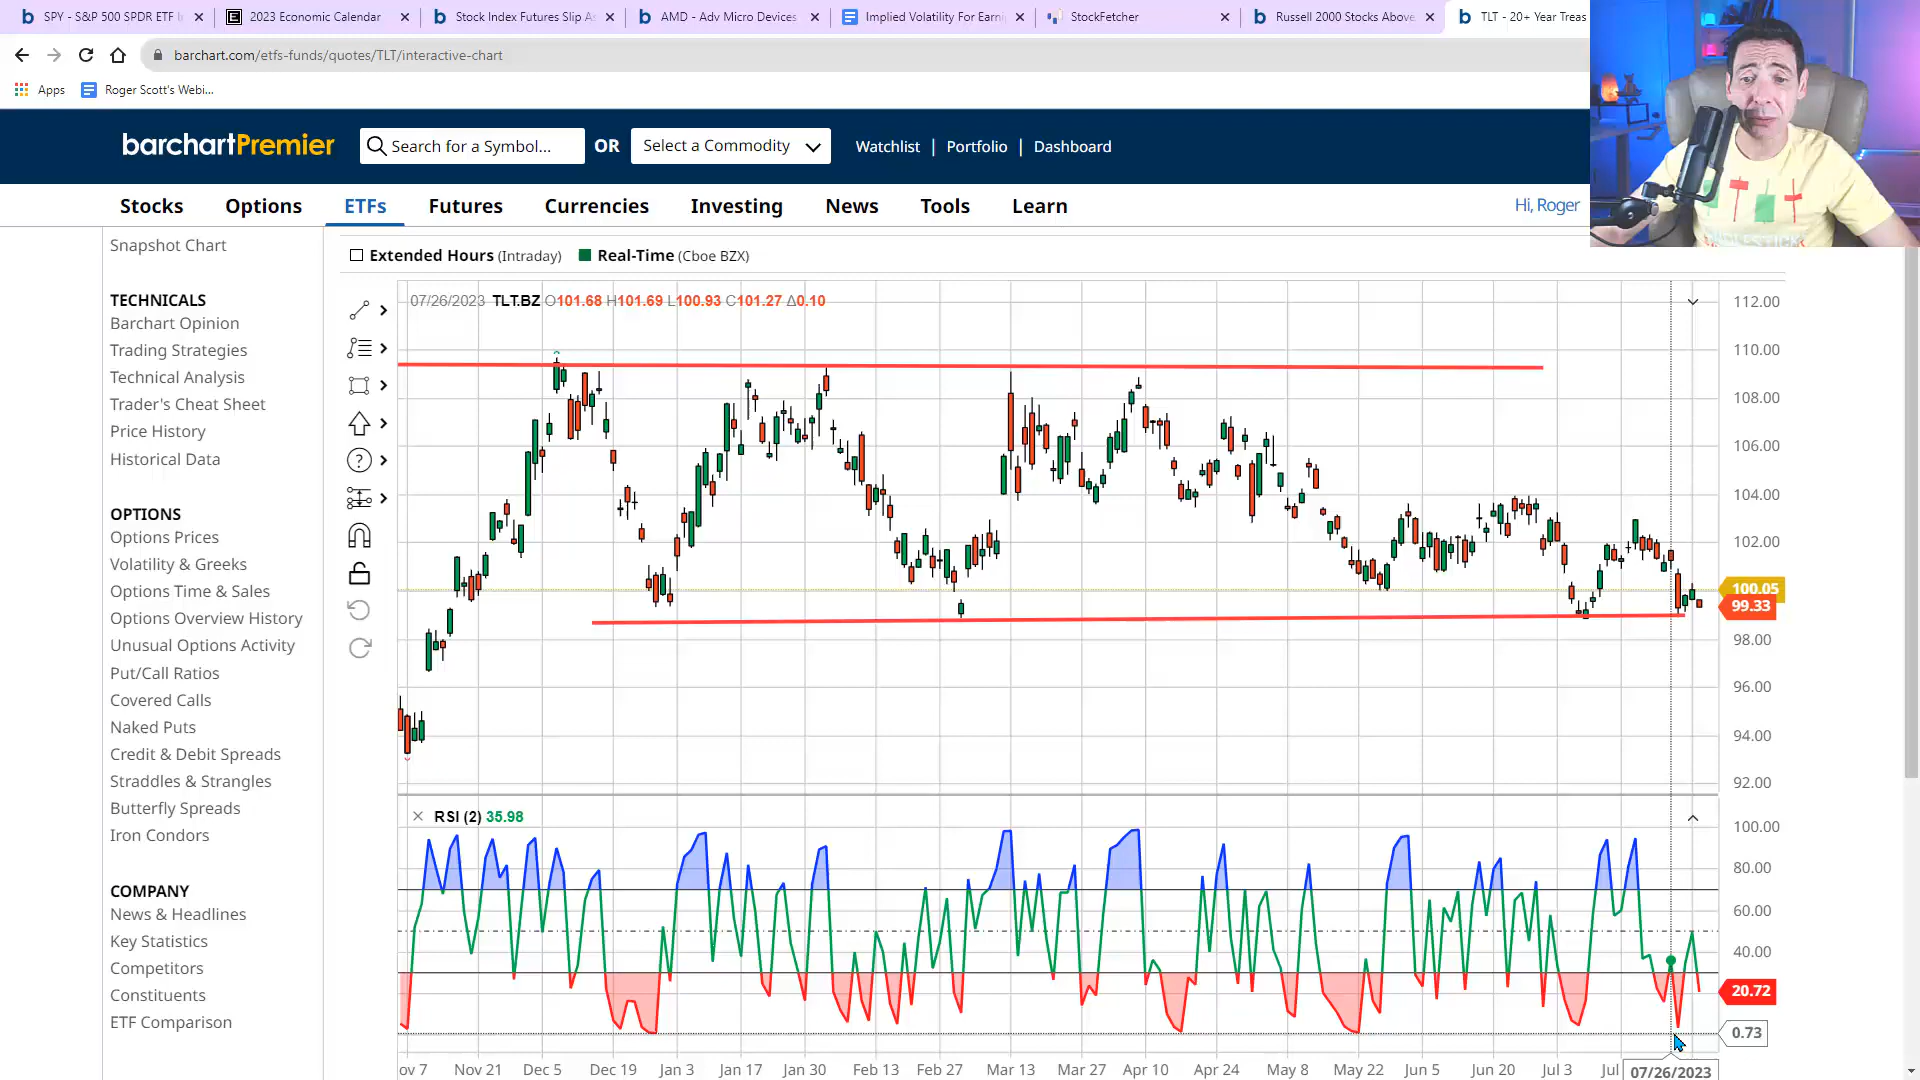 SPY - S&P 500 SPDR ETF
2023 Economic Calendar
Stock Index Futures Slip As
AMD - Adv Micro Devices
Implied Volatility For Earni
StockFetcher
Russell 2000 Stocks Above
TLT - 20+ Year Treas
barchart.com/etfs-funds/quotes/TLT/interactive-chart
Apps
Roger Scott's Webi...
barchartPremier
Search for a Symbol...
OR
Select a Commodity
Watchlist | Portfolio | Dashboard
Stocks Options ETFs Futures Currencies Investing News Tools Learn
Hi, Roger
Snapshot Chart
TECHNICALS
Barchart Opinion
Trading Strategies
Technical Analysis
Trader's Cheat Sheet
Price History
Historical Data
OPTIONS
Options Prices
Volatility & Greeks
Options Time & Sales
Options Overview History
Unusual Options Activity
Put/Call Ratios
Covered Calls
Naked Puts
Credit & Debit Spreads
Straddles & Strangles
Butterfly Spreads
Iron Condors
COMPANY
News & Headlines
Key Statistics
Competitors
Constituents
ETF Comparison
Extended Hours (Intraday) Real-Time (Cboe BZX)
07/26/2023 TLT.BZ O101.68 H101.69 L100.93 C101.27 Δ0.10
112.00
110.00
108.00
106.00
104.00
102.00
100.05
99.33
98.00
96.00
94.00
92.00
RSI (2) 35.98
100.00
80.00
60.00
40.00
20.72
0.73
ov 7 Nov 21 Dec 5 Dec 19 Jan 3 Jan 17 Jan 30 Feb 13 Feb 27 Mar 13 Mar 27 Apr 10 Apr 24 May 8 May 22 Jun 5 Jun 20 Jul 3 Jul 07/26/2023